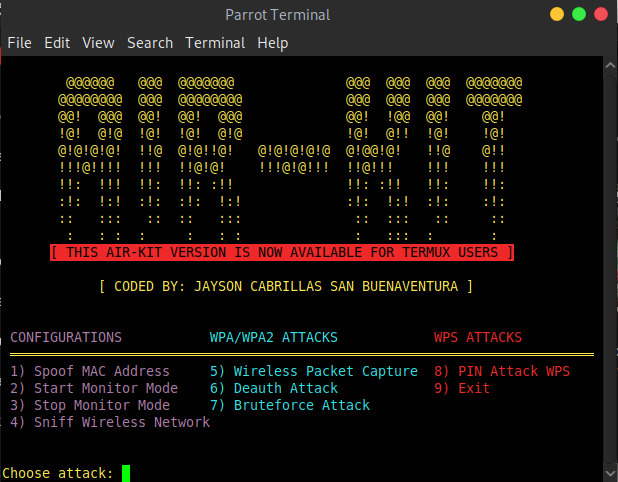 Parrot Terminal
File Edit View Search Terminal Help
AIR-KIT
[ THIS AIR-KIT VERSION IS NOW AVAILABLE FOR TERMUX USERS ]
[ CODED BY: JAYSON CABRILLAS SAN BUENAVENTURA ]
CONFIGURATIONS WPA/WPA2 ATTACKS WPS ATTACKS
1) Spoof MAC Address 5) Wireless Packet Capture 8) PIN Attack WPS
2) Start Monitor Mode 6) Deauth Attack 9) Exit
3) Stop Monitor Mode 7) Bruteforce Attack
4) Sniff Wireless Network
Choose attack: